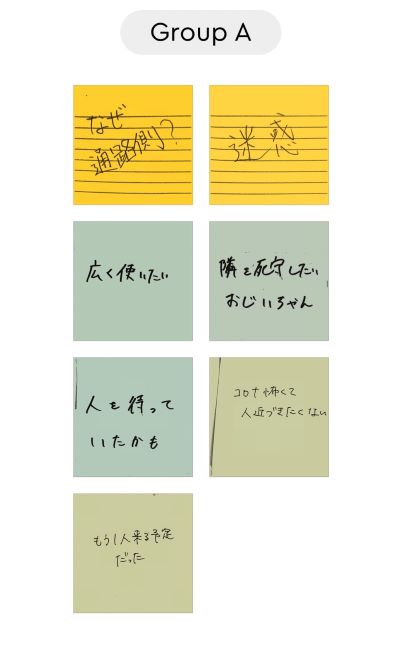 Group A
なぜ
通路側?
迷惑
広く使いたい
隣を死守したい
おじいちゃん
人を待って
いたかも
コロナ怖くて
人近づきたくない
もう1人来る予定
だった